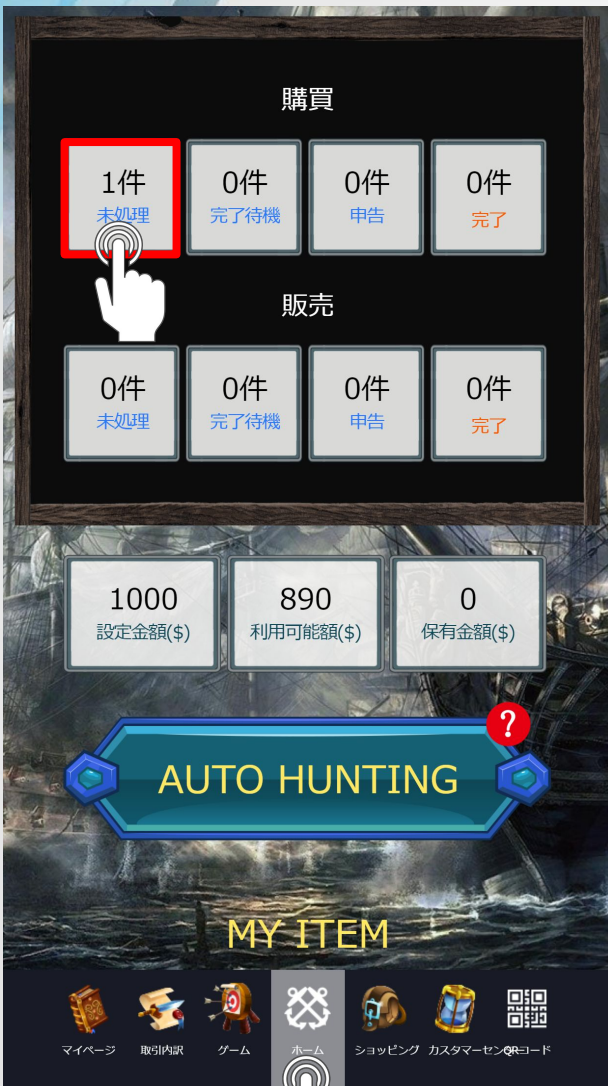 購買
1件 0件 0件 0件
未処理 完了待機 申告 完了
販売
0件 0件 0件 0件
未処理 完了待機 申告 完了
1000 890 0
設定金額($) 利用可能額($) 保有金額($)
?
AUTO HUNTING
MY ITEM
マイページ 取引内訳 ゲーム ホーム ショッピング カスタマーセンター QRコード